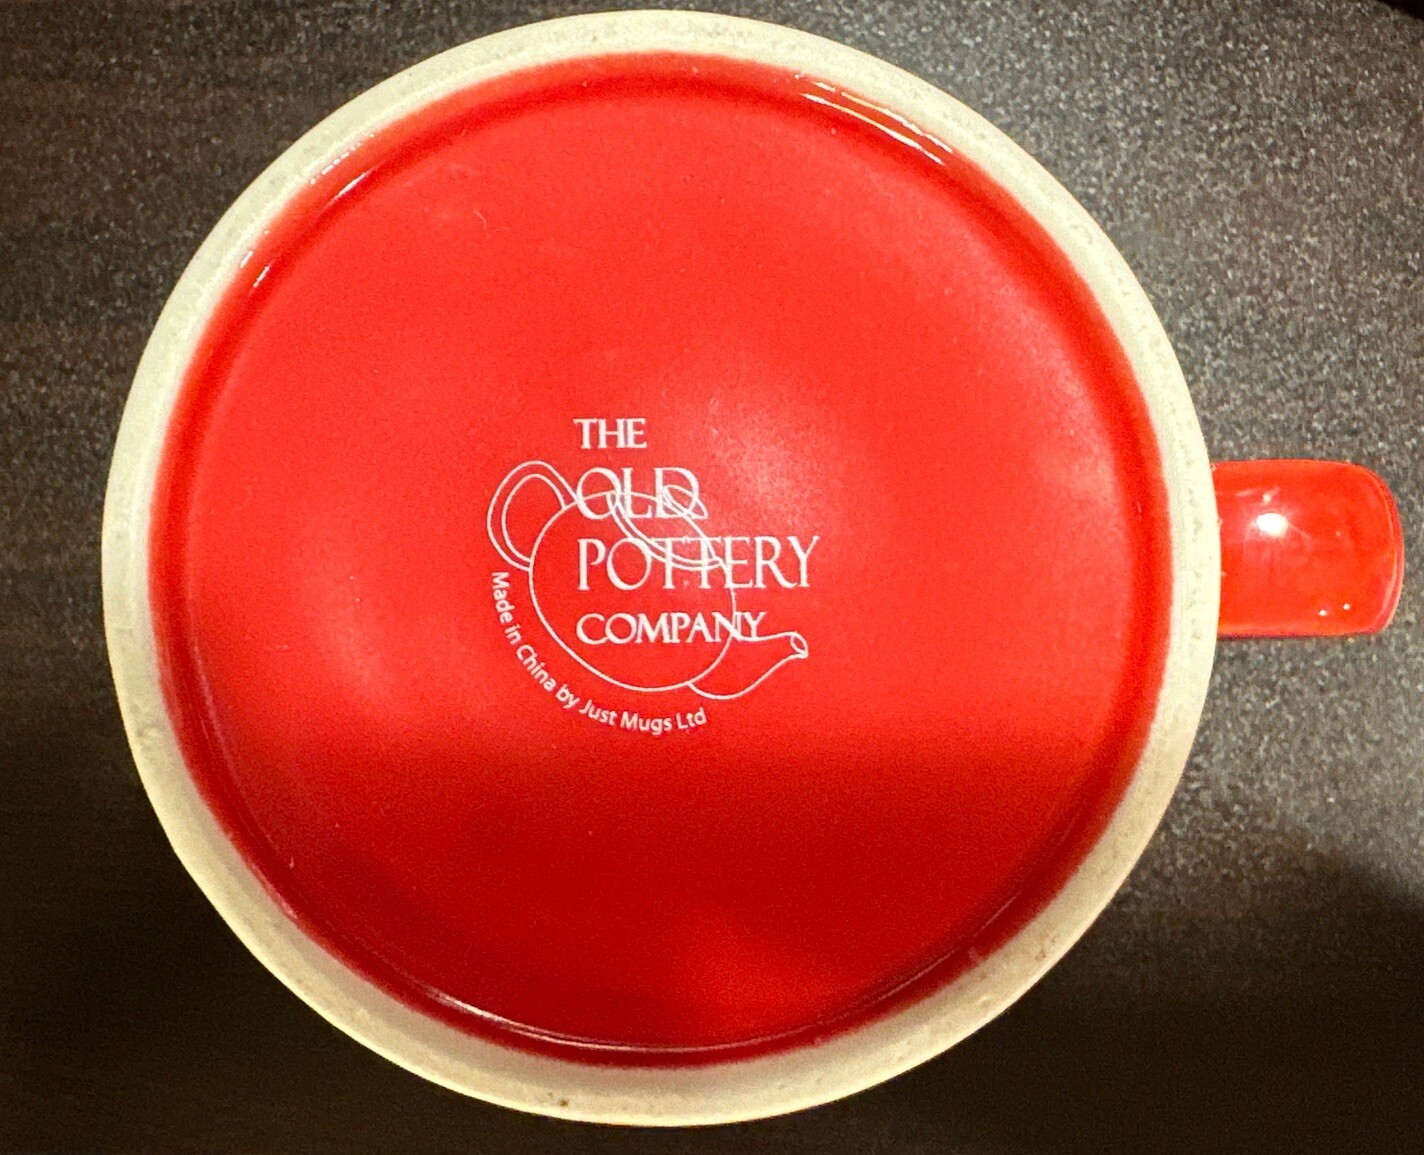 THE
OLD
POTTERY
COMPANY
Made in China by Just Mugs Ltd